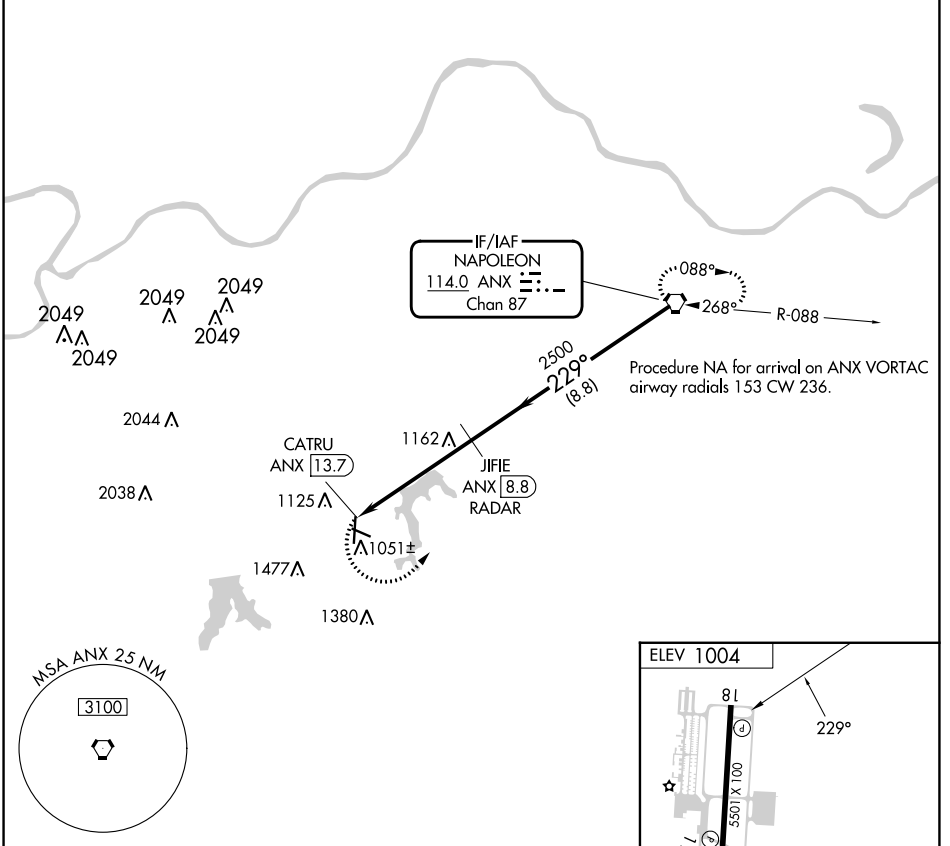 IF/IAF
NAPOLEON
114.0 ANX
Chan 87
088°
268°
R-088
2049
2049
2049
2049
2049
2500
229°
(8.8)
Procedure NA for arrival on ANX VORTAC
airway radials 153 CW 236.
2044
1162
CATRU
ANX 13.7
JIFIE
ANX 8.8
RADAR
2038
1125
1051±
1477
1380
MSA ANX 25 NM
3100
ELEV 1004
18
229°
P
5501 X 100
P